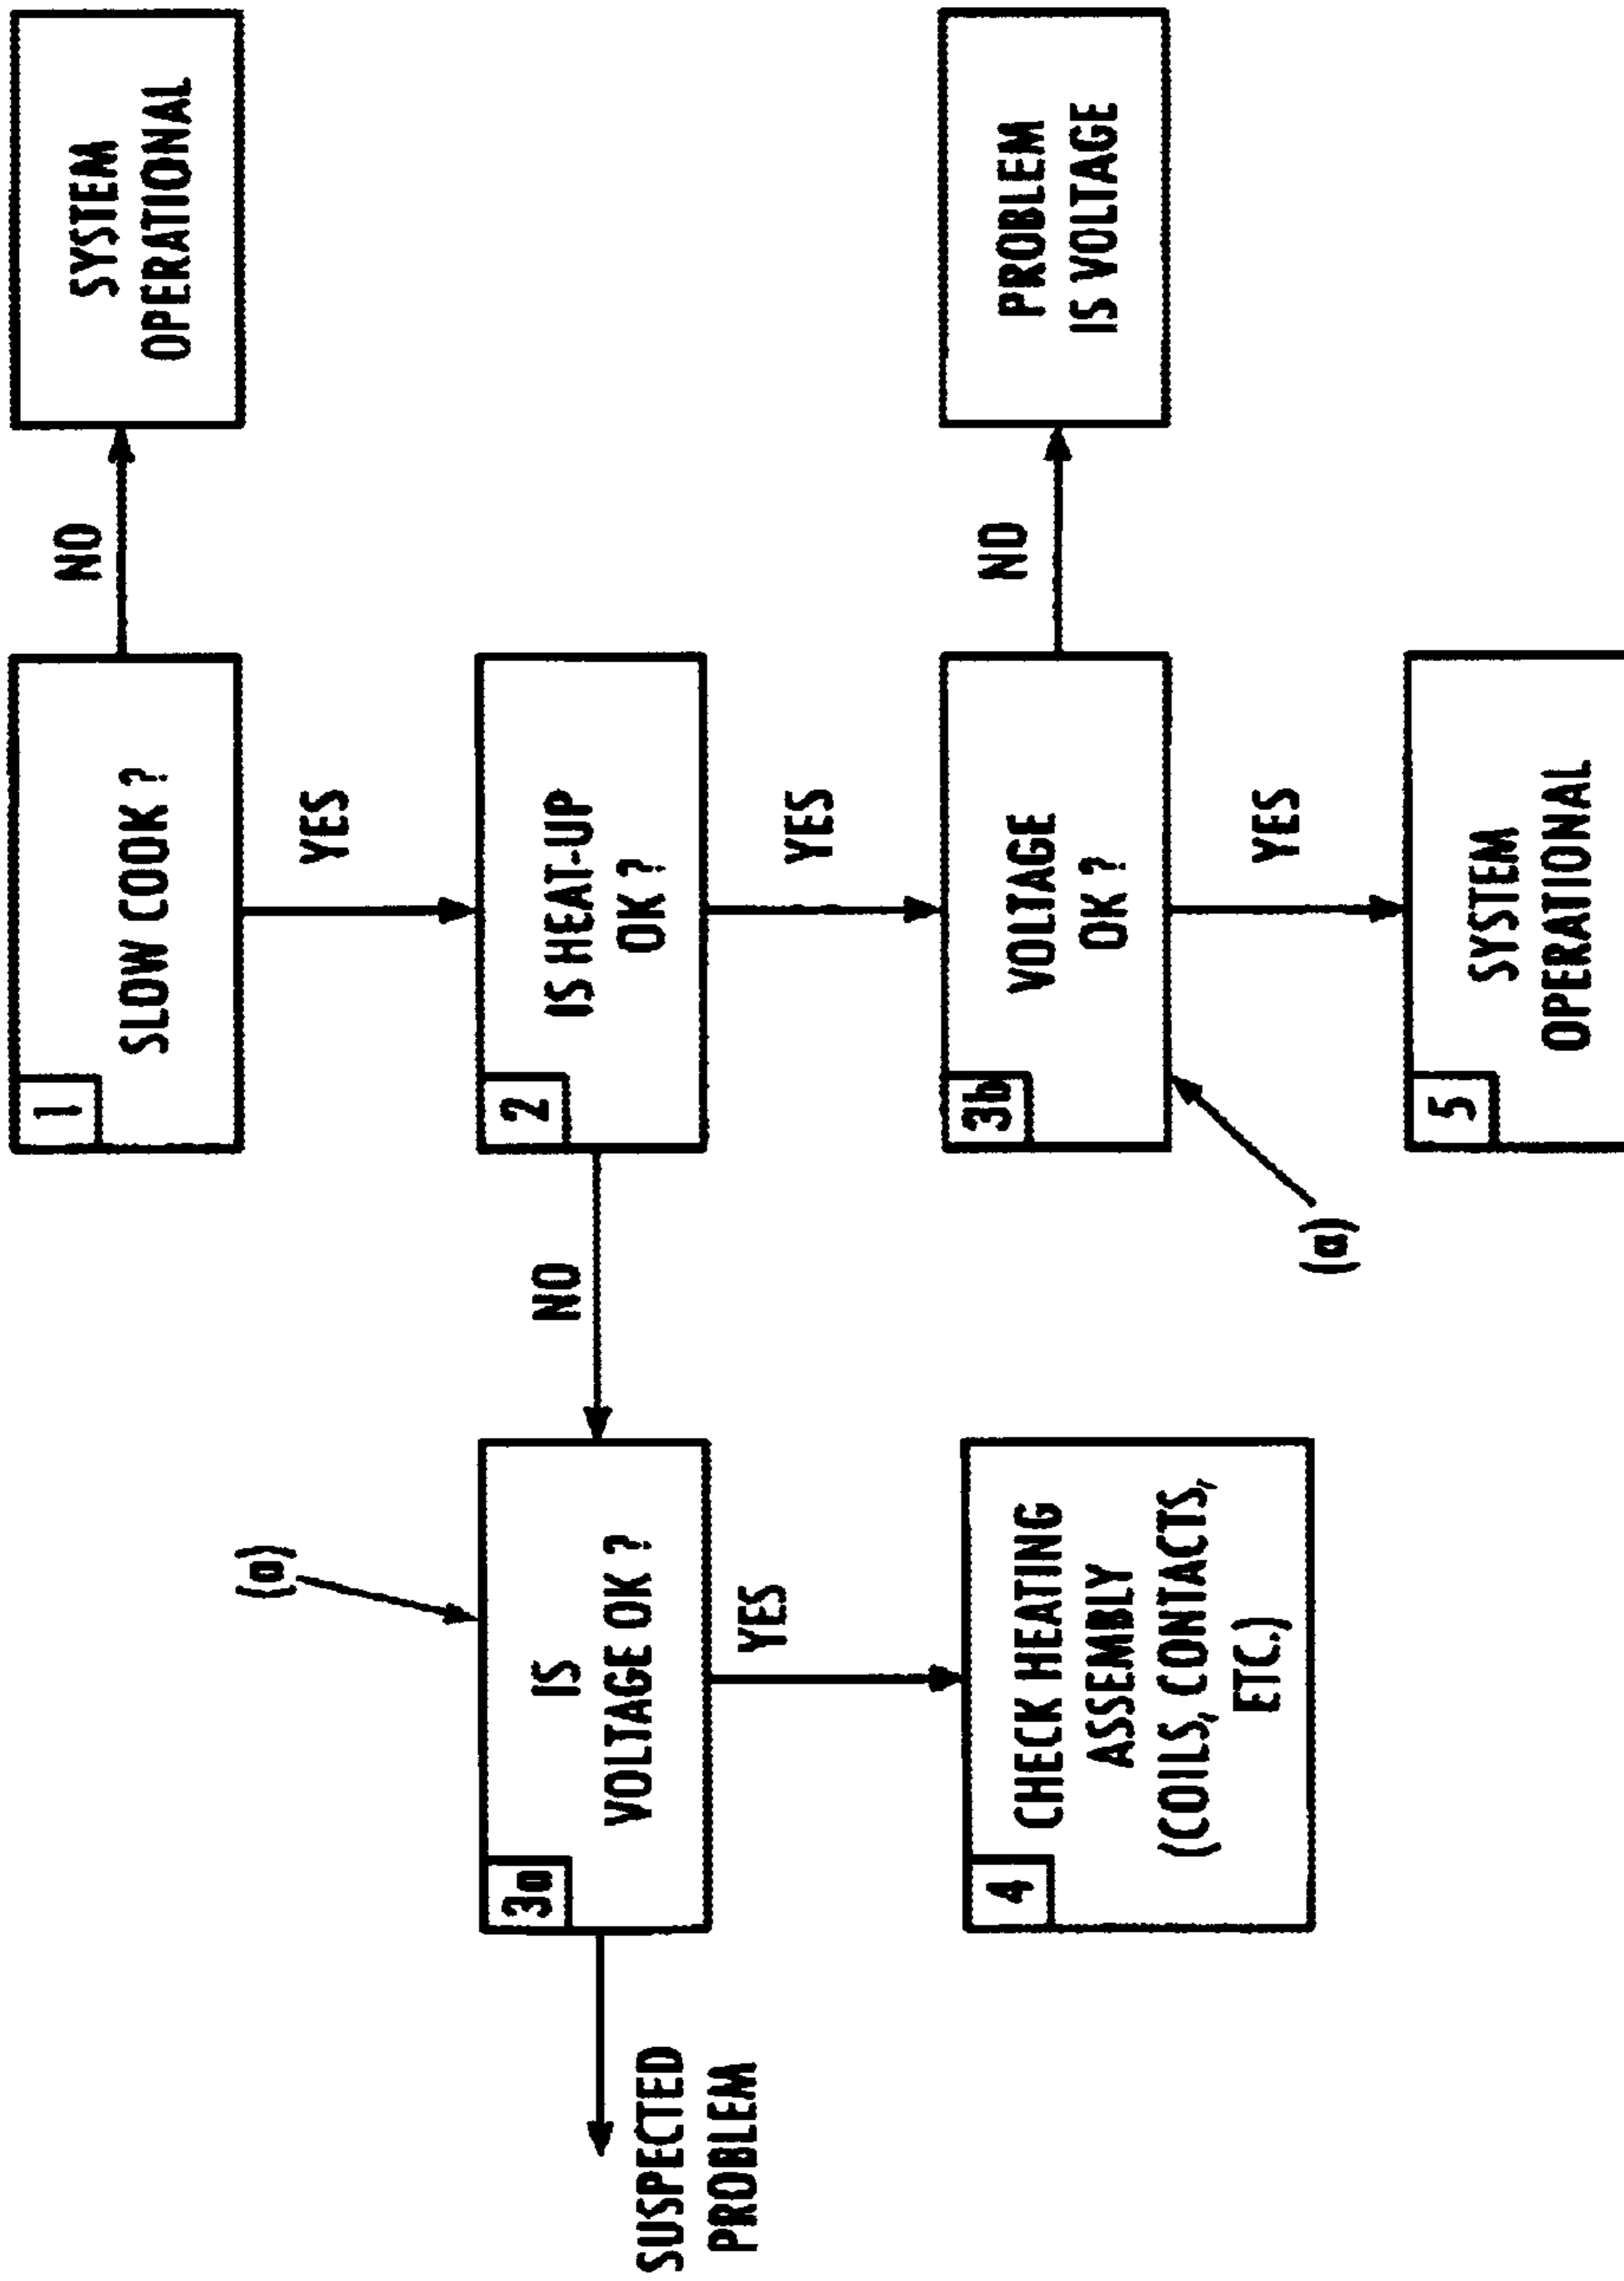 1
SLOW COOK ?
NO
SYSTEM
OPERATIONAL
YES
2
IS HEAT-UP
OK ?
NO
(a)
3a
IS
VOLTAGE OK ?
SUSPECTED
PROBLEM
YES
YES
4
CHECK HEATING
ASSEMBLY
(COILS, CONTACTS,
ETC.)
3b
VOLTAGE
OK ?
NO
PROBLEM
IS VOLTAGE
(a)
YES
5
SYSTEM
OPERATIONAL